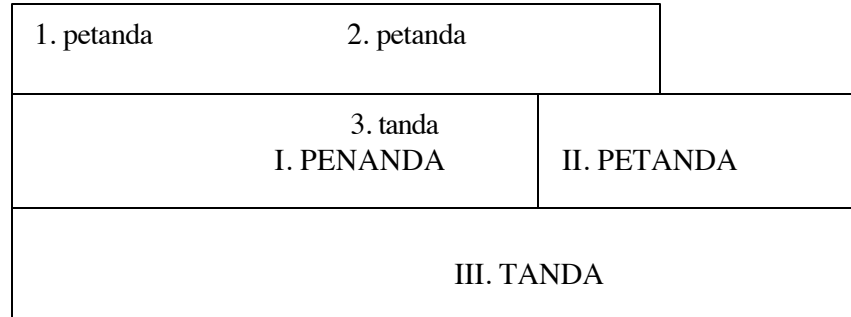 1. petanda 2. petanda
3. tanda
I. PENANDA II. PETANDA
III. TANDA